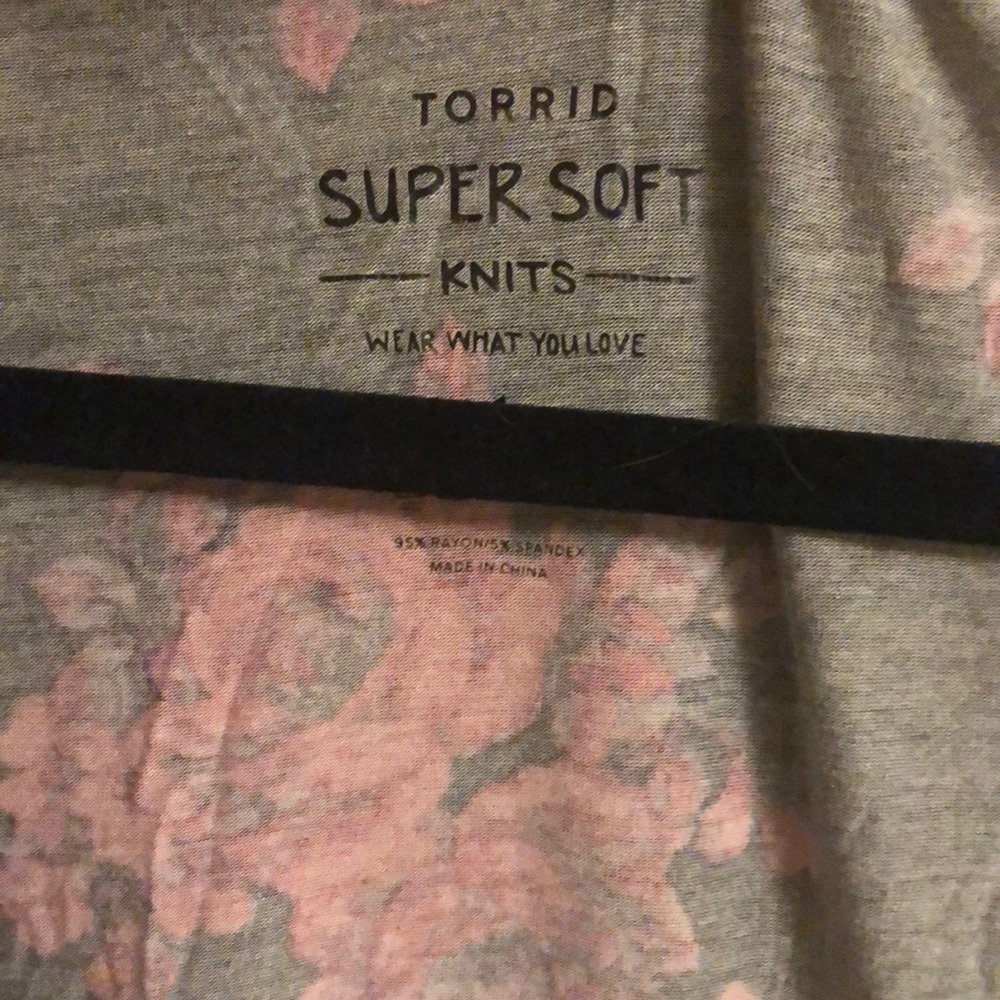 TORRID
SUPER SOFT
KNITS
WEAR WHAT YOU LOVE
95% RAYON/5% SPANDEX
MADE IN CHINA